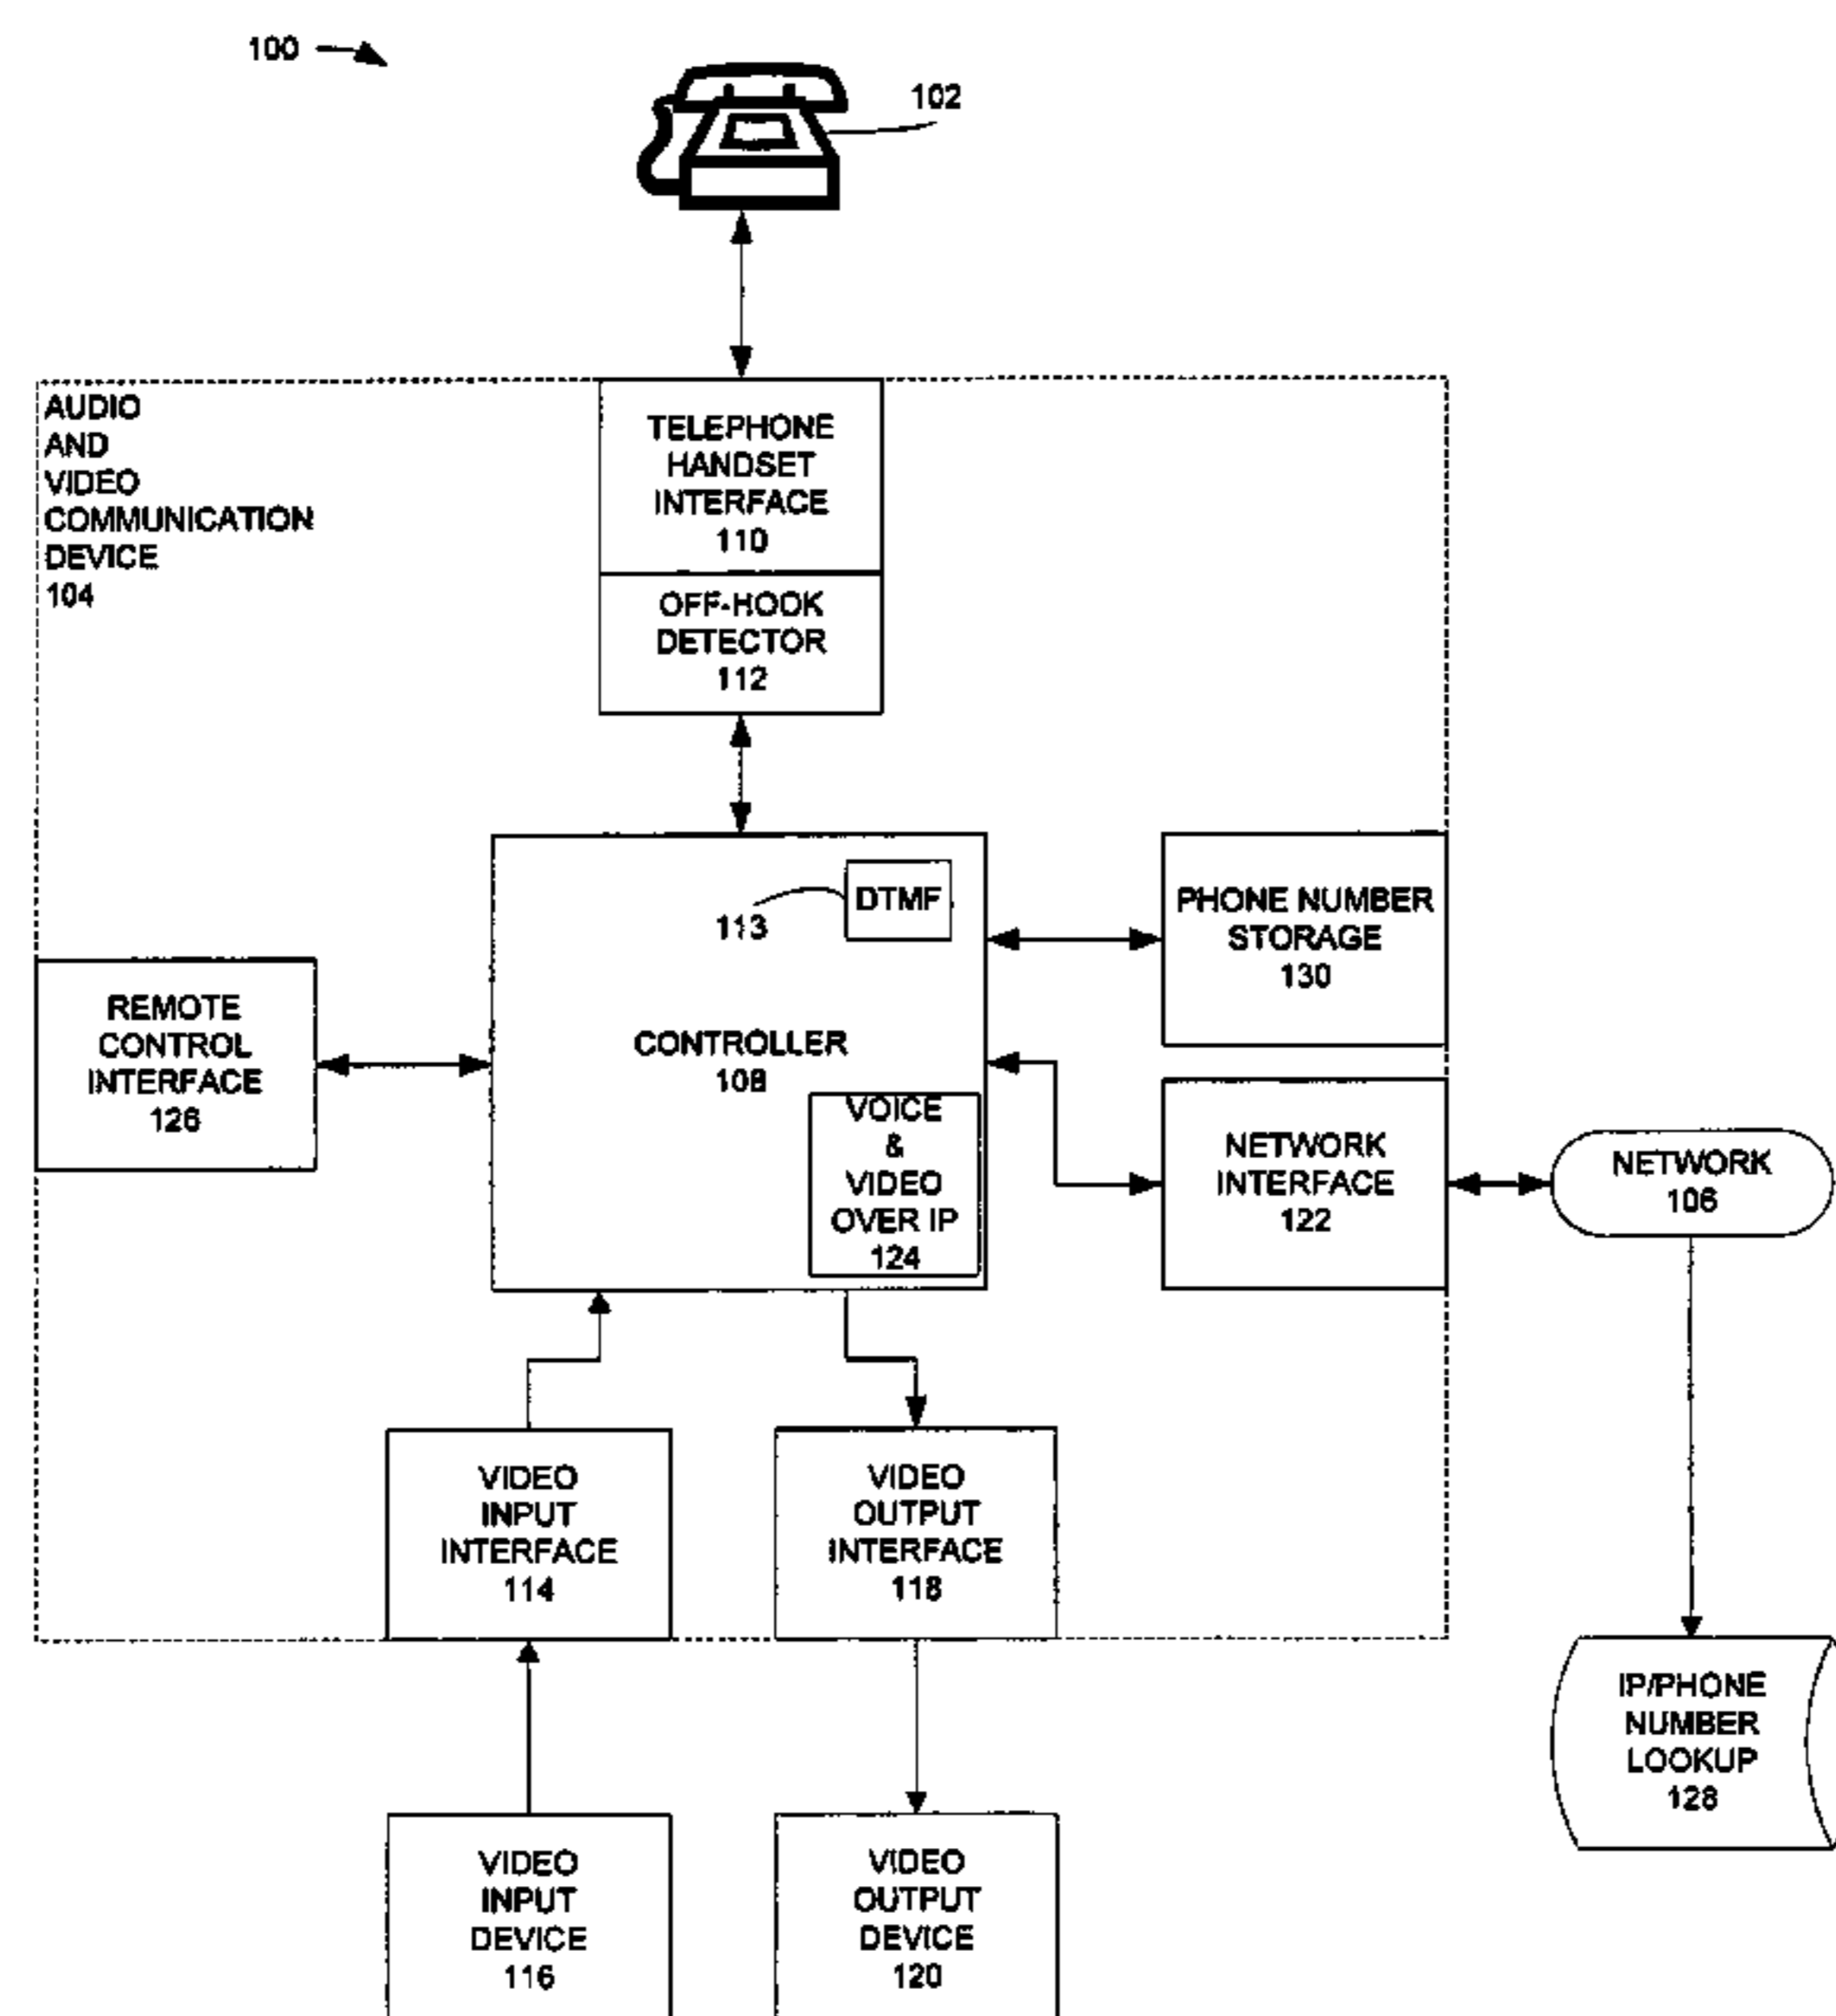 100
102
AUDIO
AND
VIDEO
COMMUNICATION
DEVICE
104
TELEPHONE
HANDSET
INTERFACE
110
OFF-HOOK
DETECTOR
112
DTMF
113
PHONE NUMBER
STORAGE
130
REMOTE
CONTROL
INTERFACE
126
CONTROLLER
108
VOICE
&
VIDEO
OVER IP
124
NETWORK
INTERFACE
122
NETWORK
106
VIDEO
INPUT
INTERFACE
114
VIDEO
OUTPUT
INTERFACE
118
IP/PHONE
NUMBER
LOOKUP
128
VIDEO
INPUT
DEVICE
116
VIDEO
OUTPUT
DEVICE
120